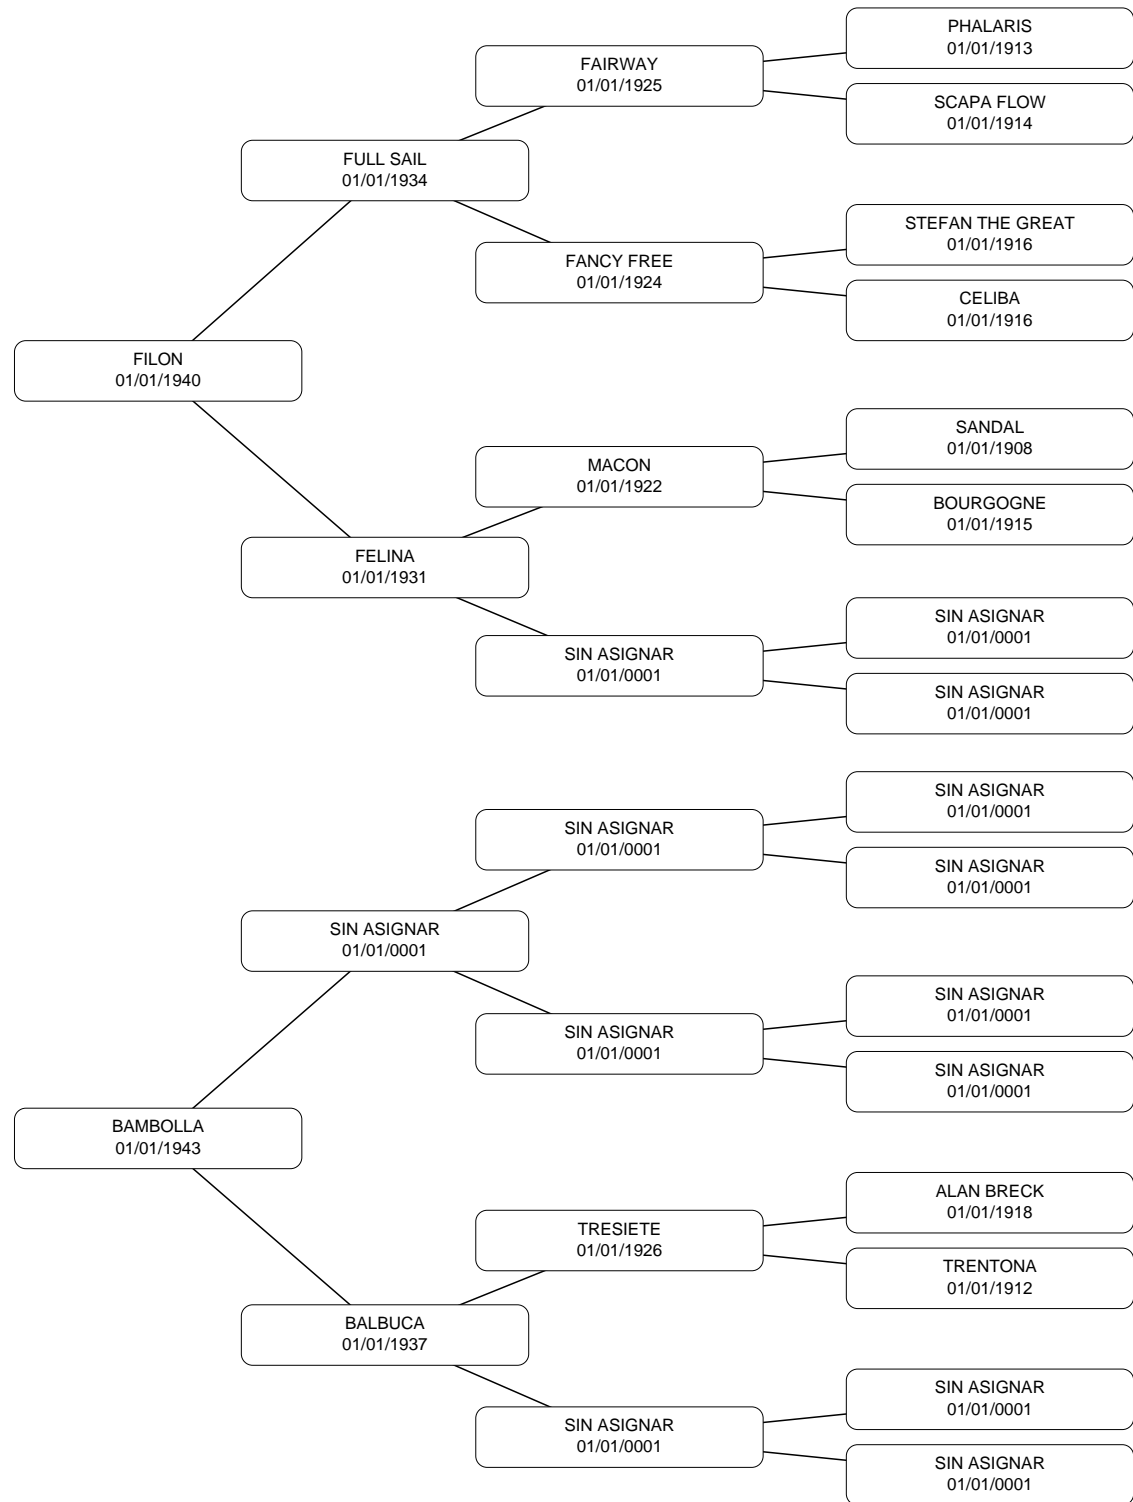 PHALARIS
01/01/1913
FAIRWAY
01/01/1925
SCAPA FLOW
01/01/1914
FULL SAIL
01/01/1934
STEFAN THE GREAT
01/01/1916
FANCY FREE
01/01/1924
CELIBA
01/01/1916
FILON
01/01/1940
SANDAL
01/01/1908
MACON
01/01/1922
BOURGOGNE
01/01/1915
FELINA
01/01/1931
SIN ASIGNAR
01/01/0001
SIN ASIGNAR
01/01/0001
SIN ASIGNAR
01/01/0001
SIN ASIGNAR
01/01/0001
SIN ASIGNAR
01/01/0001
SIN ASIGNAR
01/01/0001
SIN ASIGNAR
01/01/0001
SIN ASIGNAR
01/01/0001
SIN ASIGNAR
01/01/0001
SIN ASIGNAR
01/01/0001
BAMBOLLA
01/01/1943
ALAN BRECK
01/01/1918
TRESIETE
01/01/1926
TRENTONA
01/01/1912
BALBUCA
01/01/1937
SIN ASIGNAR
01/01/0001
SIN ASIGNAR
01/01/0001
SIN ASIGNAR
01/01/0001